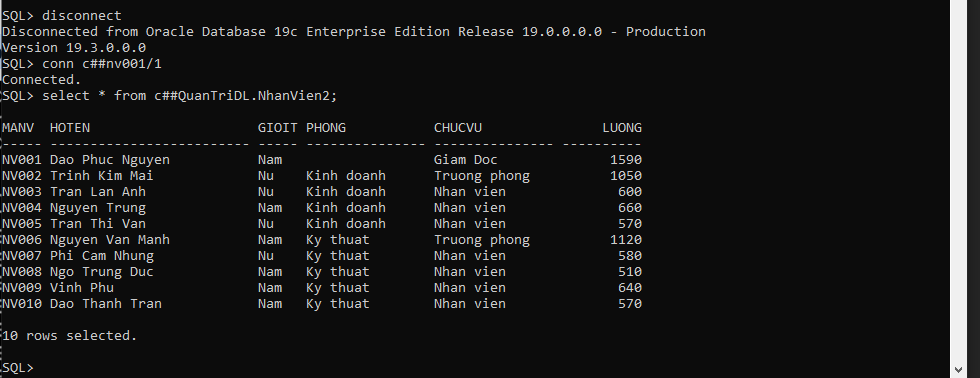 SQL> disconnect
Disconnected from Oracle Database 19c Enterprise Edition Release 19.0.0.0.0 - Production
Version 19.3.0.0.0
SQL> conn c##nv001/1
Connected.
SQL> select * from c##QuanTriDL.NhanVien2;
MANV  HOTEN                     GIOIT PHONG           CHUCVU               LUONG
----- ------------------------- ----- --------------- --------------- ----------
NV001 Dao Phuc Nguyen           Nam                   Giam Doc              1590
NV002 Trinh Kim Mai             Nu    Kinh doanh      Truong phong          1050
NV003 Tran Lan Anh              Nu    Kinh doanh      Nhan vien              600
NV004 Nguyen Trung              Nam   Kinh doanh      Nhan vien              660
NV005 Tran Thi Van              Nu    Kinh doanh      Nhan vien              570
NV006 Nguyen Van Manh           Nam   Ky thuat        Truong phong          1120
NV007 Phi Cam Nhung             Nu    Ky thuat        Nhan vien              580
NV008 Ngo Trung Duc             Nam   Ky thuat        Nhan vien              510
NV009 Vinh Phu                  Nam   Ky thuat        Nhan vien              640
NV010 Dao Thanh Tran            Nam   Ky thuat        Nhan vien              570
10 rows selected.
SQL>